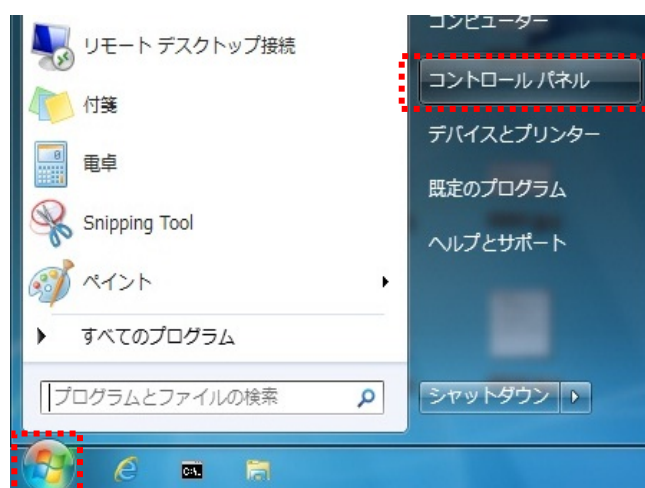 リモート デスクトップ接続
付箋
電卓
Snipping Tool
ペイント
すべてのプログラム
プログラムとファイルの検索
コンピューター
コントロール パネル
デバイスとプリンター
既定のプログラム
ヘルプとサポート
シャットダウン